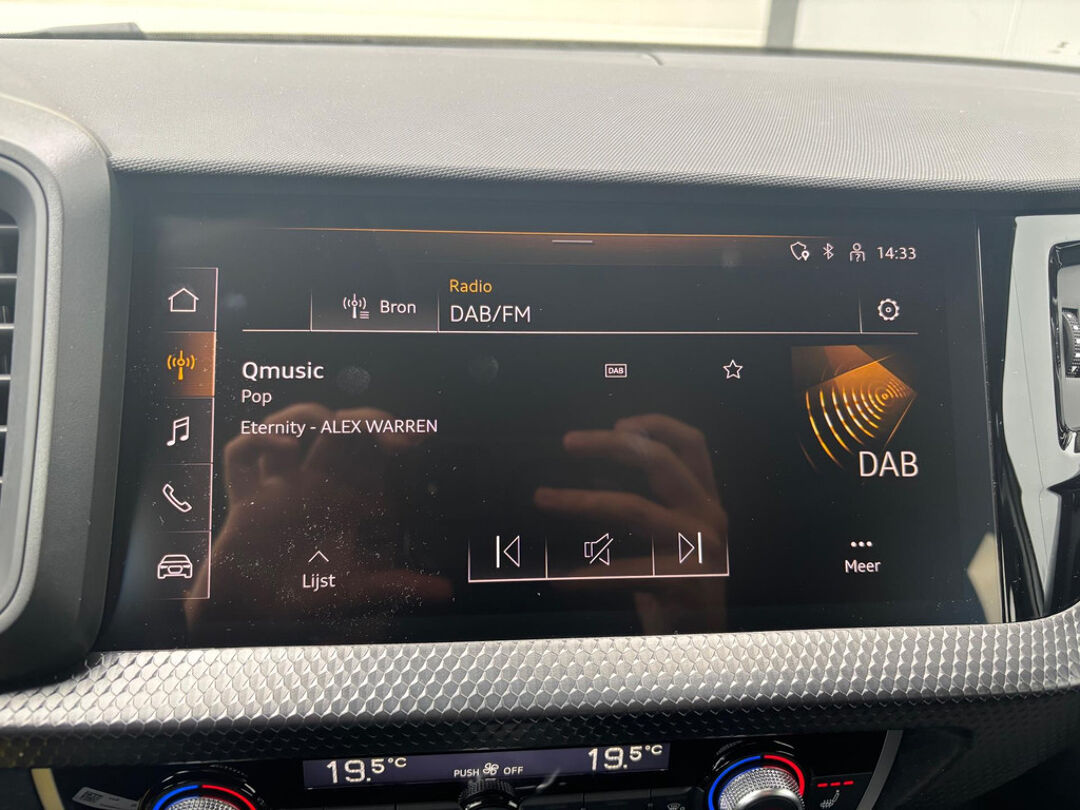 14:33
Bron
Radio
DAB/FM
Qmusic
DAB
Pop
Eternity - ALEX WARREN
DAB
Lijst
Meer
19.5°C
PUSH OFF
19.5°C